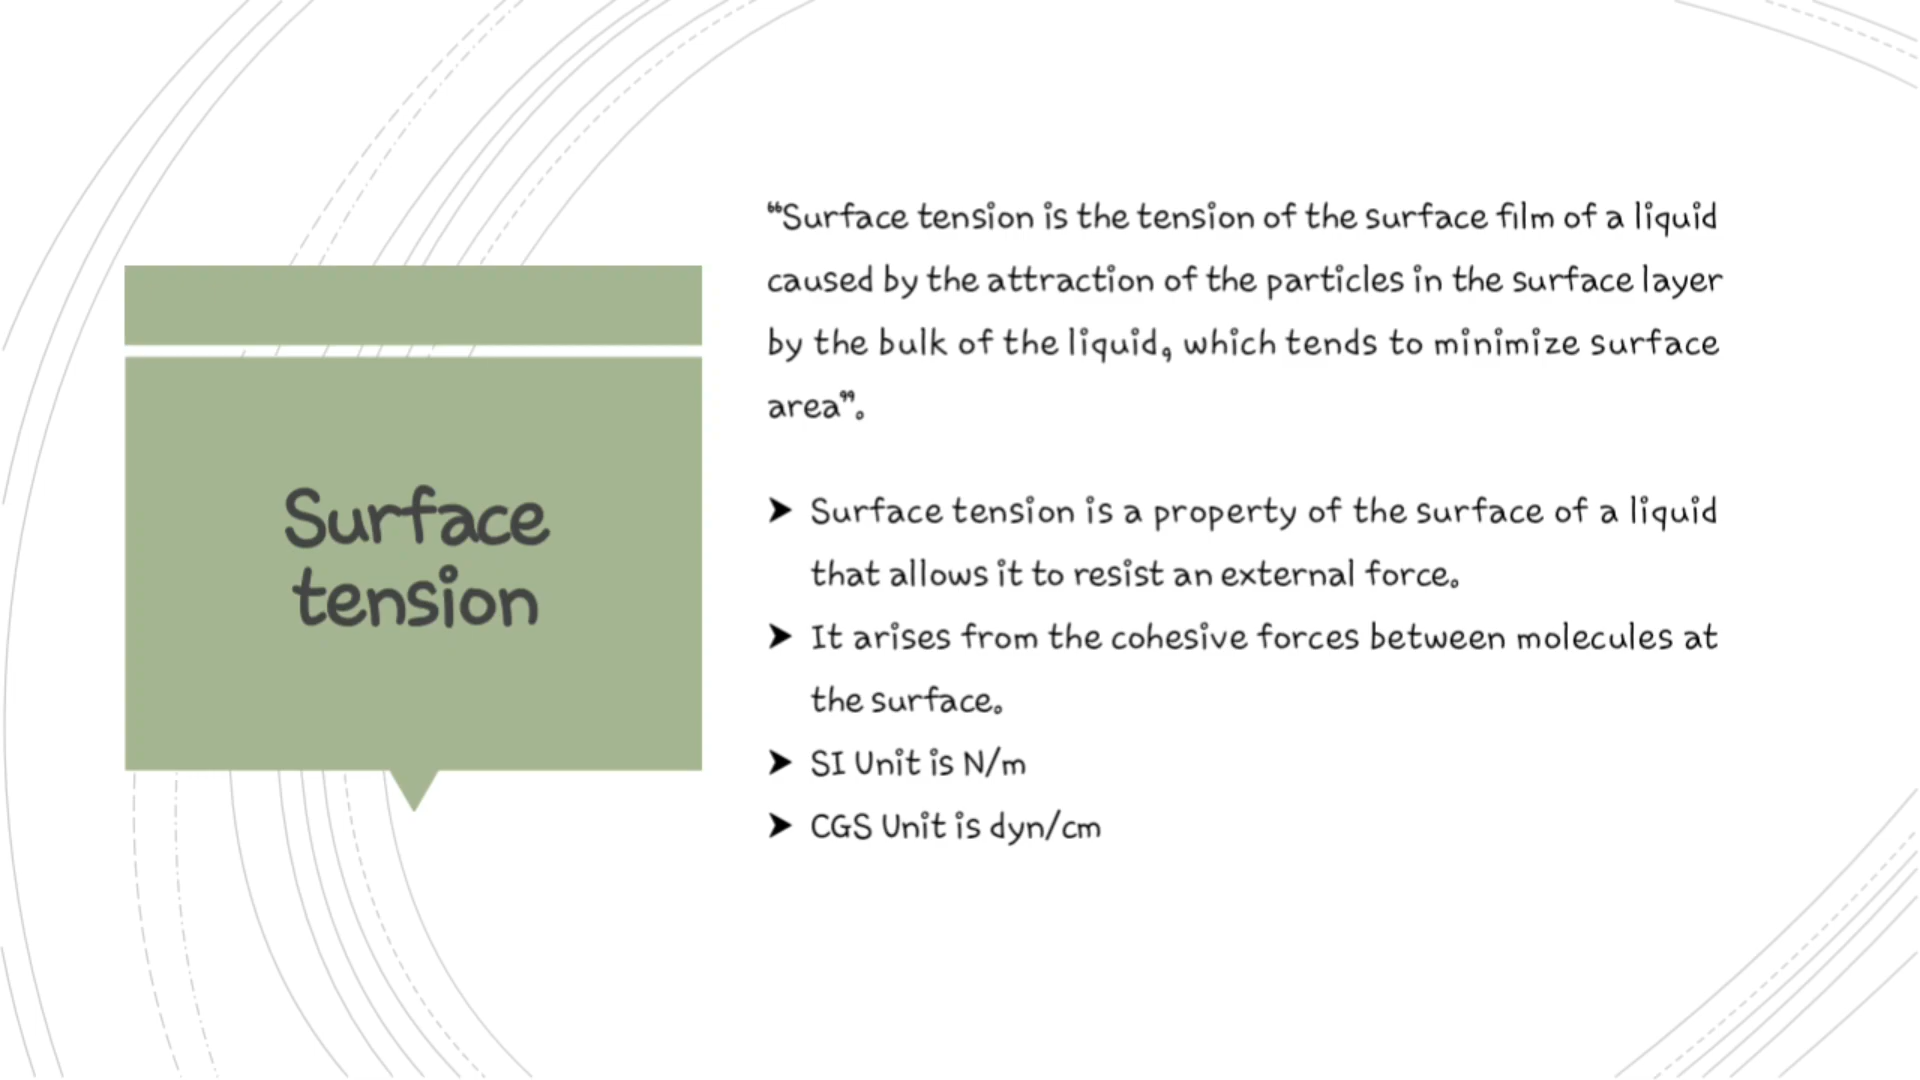 Surface
tension
“Surface tension is the tension of the surface film of a liquid
caused by the attraction of the particles in the surface layer
by the bulk of the liquid, which tends to minimize surface
area”.
➤ Surface tension is a property of the surface of a liquid
that allows it to resist an external force.
➤ It arises from the cohesive forces between molecules at
the surface.
➤ SI Unit is N/m
➤ CGS Unit is dyn/cm